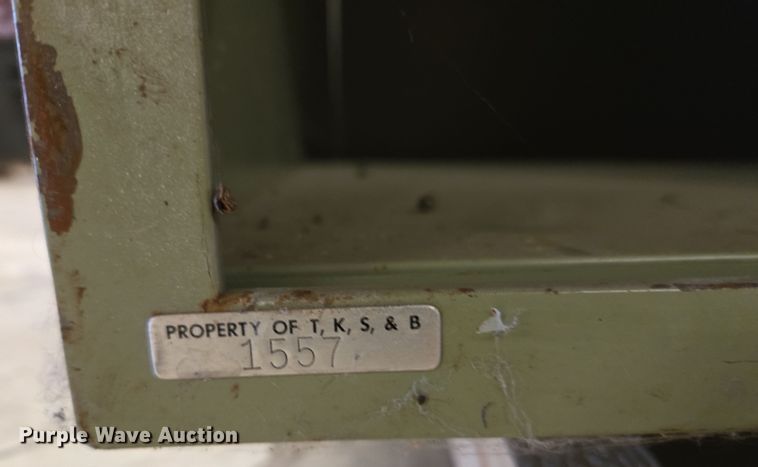 PROPERTY OF T, K, S, & B
1557
Purple Wave Auction